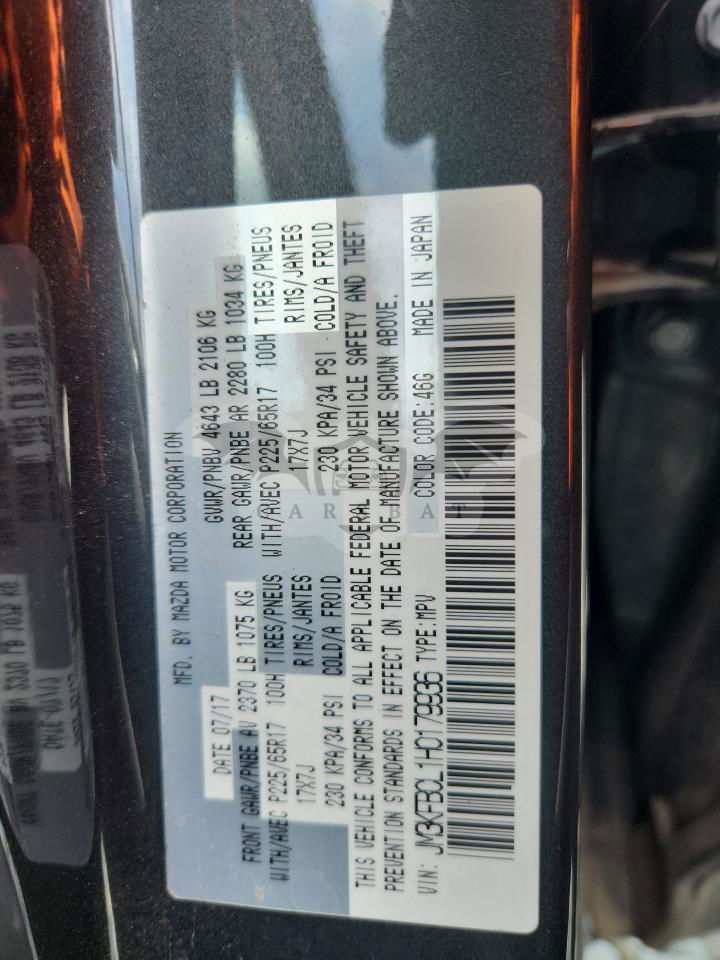 MFD. BY MAZDA MOTOR CORPORATION
DATE 07/17 GVWR/PNBV 4643 LB 2106 KG
FRONT GAWR/PNBE AV 2370 LB 1075 KG REAR GAWR/PNBE AR 2280 LB 1034 KG
WITH/AVEC P225/65R17 100H TIRES/PNEUS WITH/AVEC P225/65R17 100H TIRES/PNEUS
17X7J RIMS/JANTES 17X7J RIMS/JANTES
230 KPA/34 PSI COLD/A FROID 230 KPA/34 PSI COLD/A FROID
THIS VEHICLE CONFORMS TO ALL APPLICABLE FEDERAL MOTOR VEHICLE SAFETY AND THEFT
PREVENTION STANDARDS IN EFFECT ON THE DATE OF MANUFACTURE SHOWN ABOVE.
VIN: JM3KFBCL1H0179936 TYPE:MPV COLOR CODE:46G MADE IN JAPAN
CAR BAT